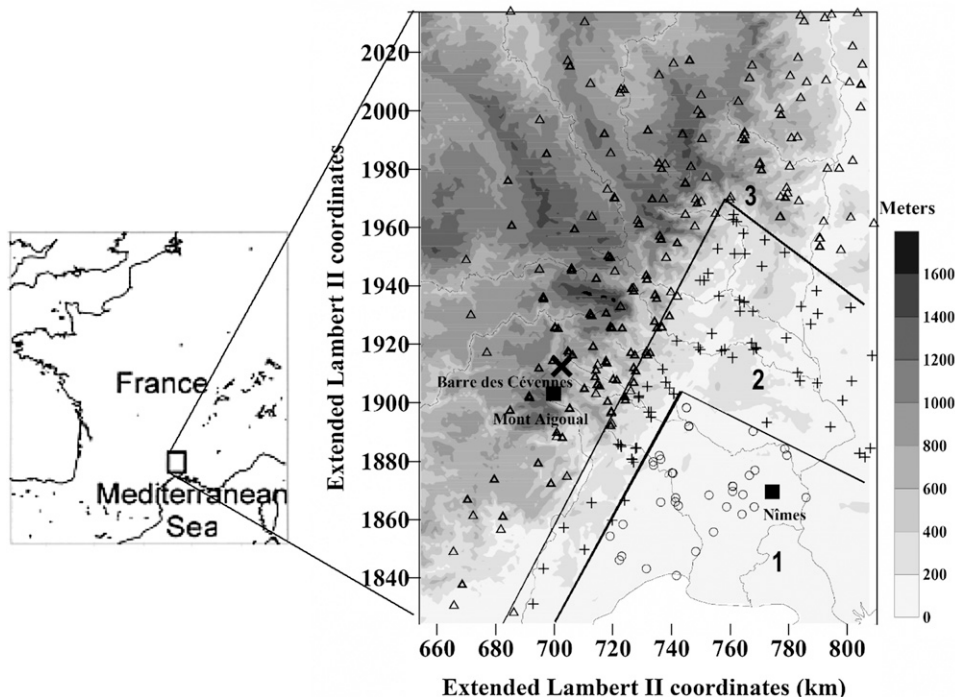 France
Mediterranean
Sea
Extended Lambert II coordinates
2020
2000
1980
1960
1940
1920
1900
1880
1860
1840
Barre des Cévennes
Mont Aigoual
Nîmes
3
2
1
Meters
1600
1400
1200
1000
800
600
400
200
0
660 680 700 720 740 760 780 800
Extended Lambert II coordinates (km)